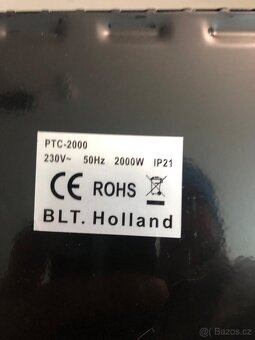 PTC-2000
230V~ 50Hz 2000W IP21
CE ROHS
BLT. Holland
© Bazos.cz